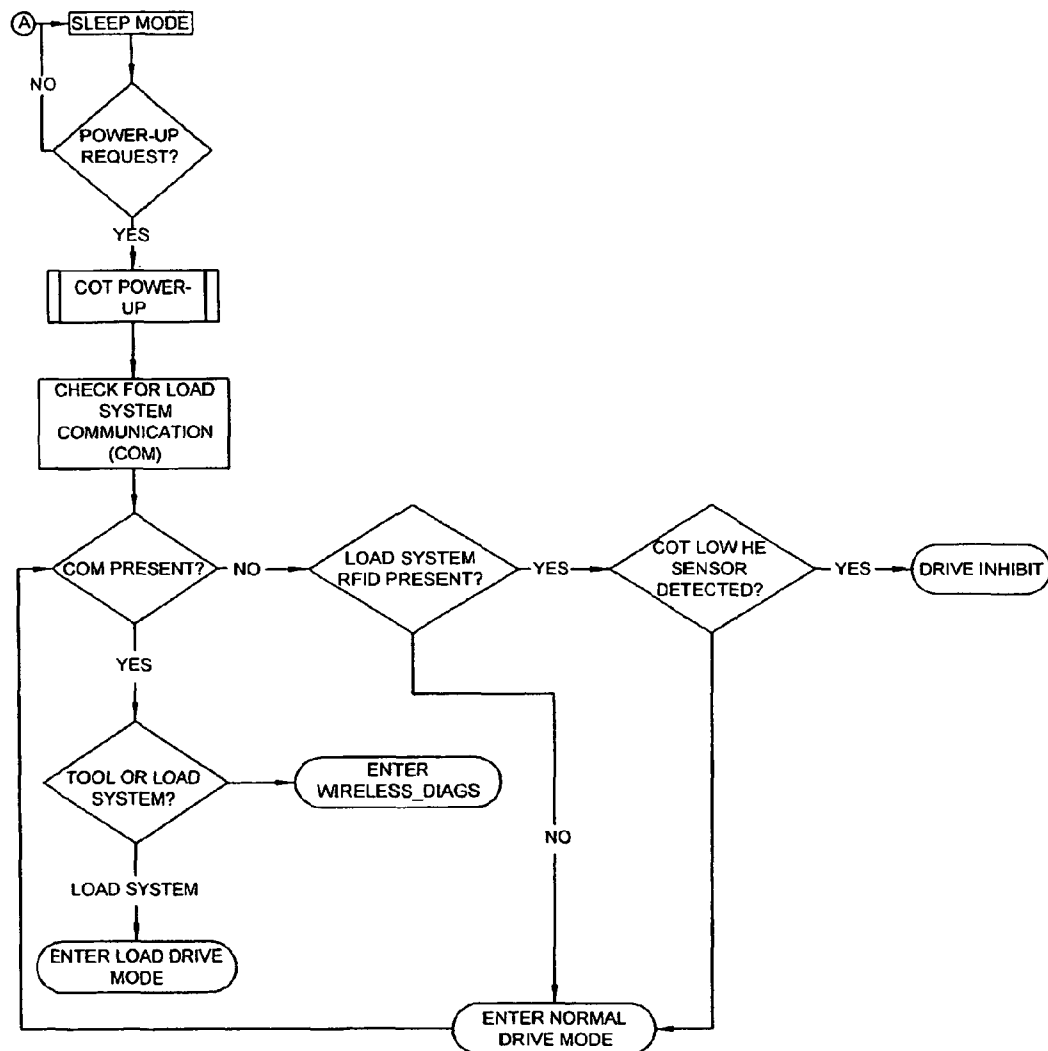 A
SLEEP MODE
NO
POWER-UP
REQUEST?
YES
COT POWER-
UP
CHECK FOR LOAD
SYSTEM
COMMUNICATION
(COM)
COM PRESENT?
NO
LOAD SYSTEM
RFID PRESENT?
YES
COT LOW HE
SENSOR
DETECTED?
YES
DRIVE INHIBIT
YES
TOOL OR LOAD
SYSTEM?
ENTER
WIRELESS_DIAGS
NO
LOAD SYSTEM
ENTER LOAD DRIVE
MODE
ENTER NORMAL
DRIVE MODE